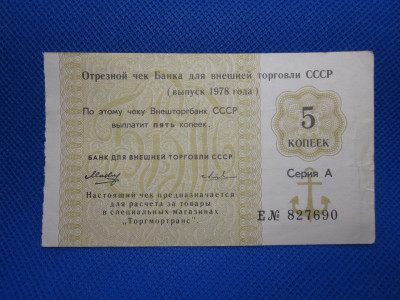 Отрезной чек Банка для внешней торговли СССР
(выпуск 1978 года)
По этому чеку Внешторгбанк СССР
выплатит пять копеек.
5
КОПЕЕК
БАНК ДЛЯ ВНЕШНЕЙ ТОРГОВЛИ СССР
Серия А
Настоящий чек предназначается
для расчета за товары
в специальных магазинах
"Торгмортранс".
Е№ 827690